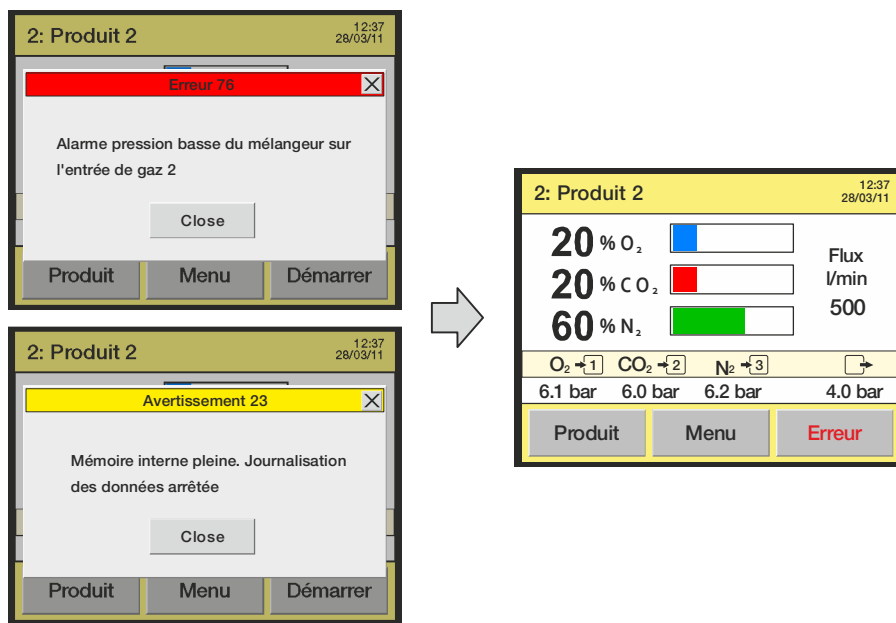 2: Produit 2
12:37
28/03/11
Erreur 76
Alarme pression basse du mélangeur sur
l'entrée de gaz 2
Close
Produit Menu Démarrer
2: Produit 2
12:37
28/03/11
Avertissement 23
Mémoire interne pleine. Journalisation
des données arrêtée
Close
Produit Menu Démarrer
2: Produit 2
12:37
28/03/11
20 % O₂
20 % CO₂
60 % N₂
Flux
l/min
500
O₂ ➔ 1 CO₂ ➔ 2 N₂ ➔ 3
6.1 bar 6.0 bar 6.2 bar 4.0 bar
Produit Menu Erreur